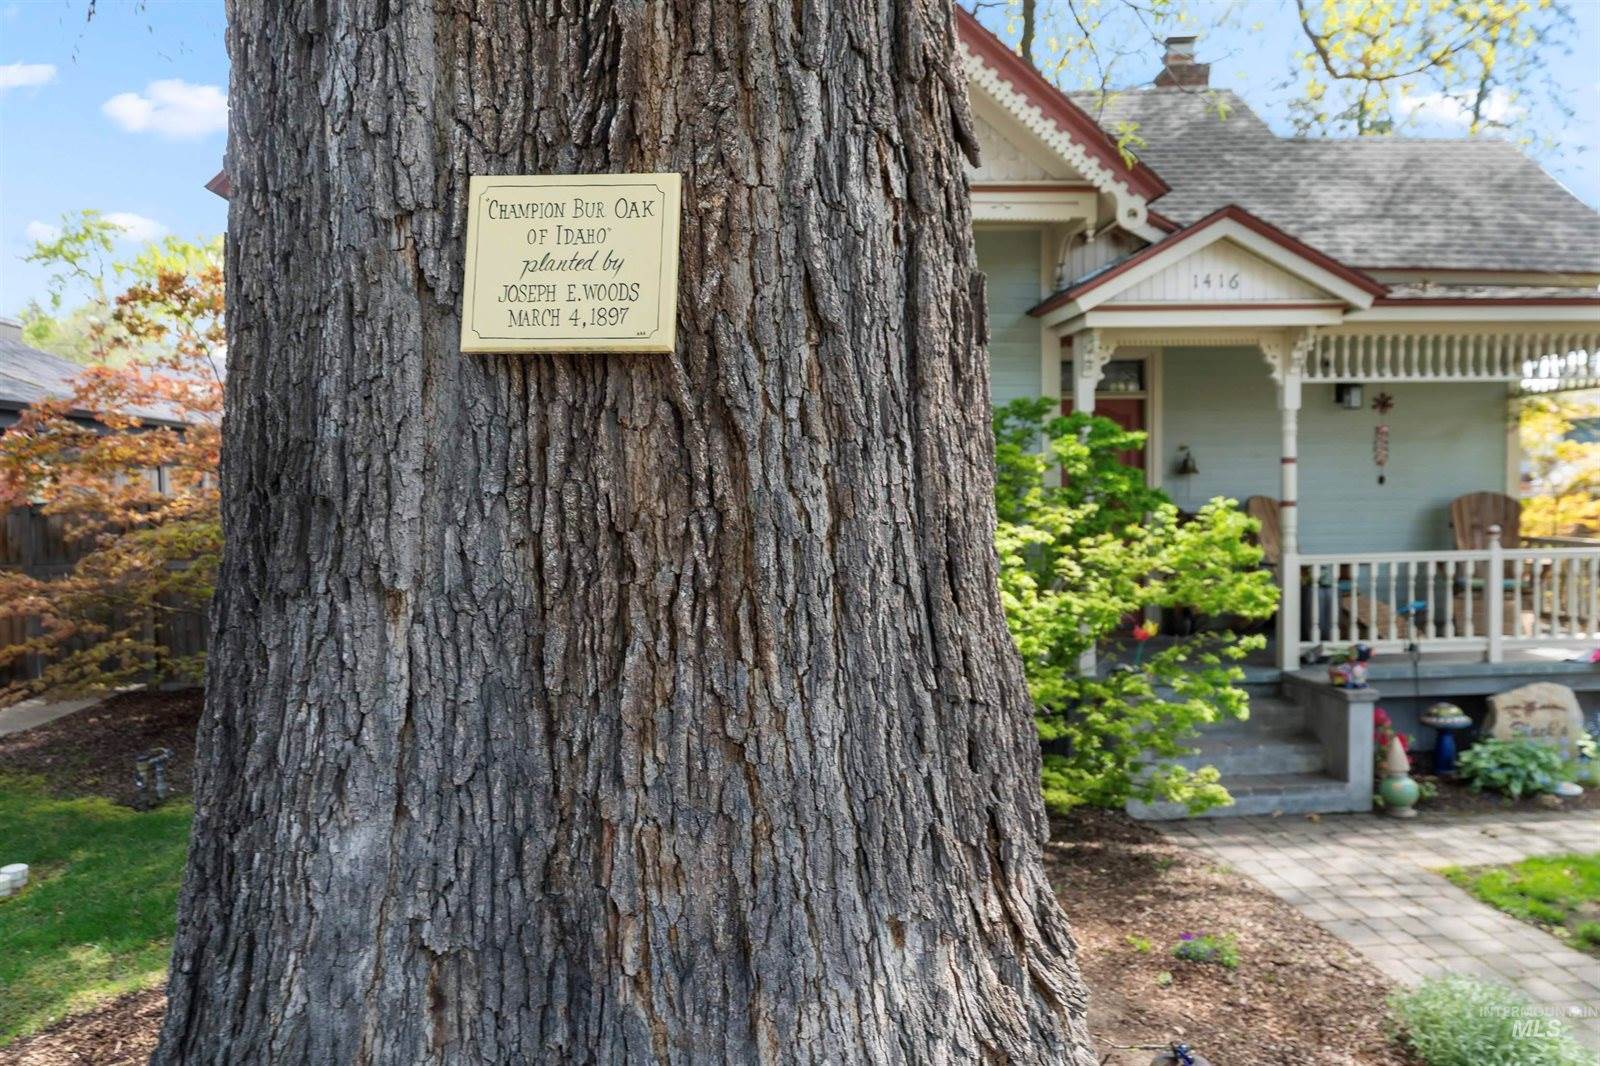 "CHAMPION BUR OAK
OF IDAHO"
planted by
JOSEPH E. WOODS
MARCH 4, 1897
1416
INTERMOUNTAIN
MLS